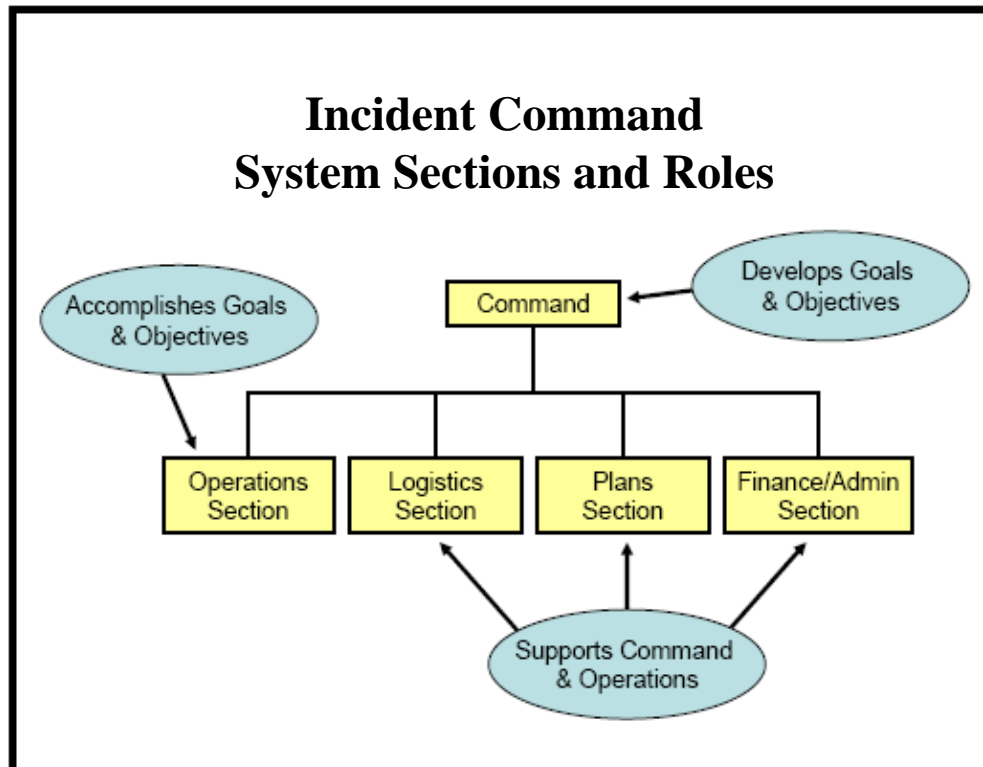 Incident Command
System Sections and Roles
Develops Goals
& Objectives
Command
Accomplishes Goals
& Objectives
Operations
Section
Logistics
Section
Plans
Section
Finance/Admin
Section
Supports Command
& Operations